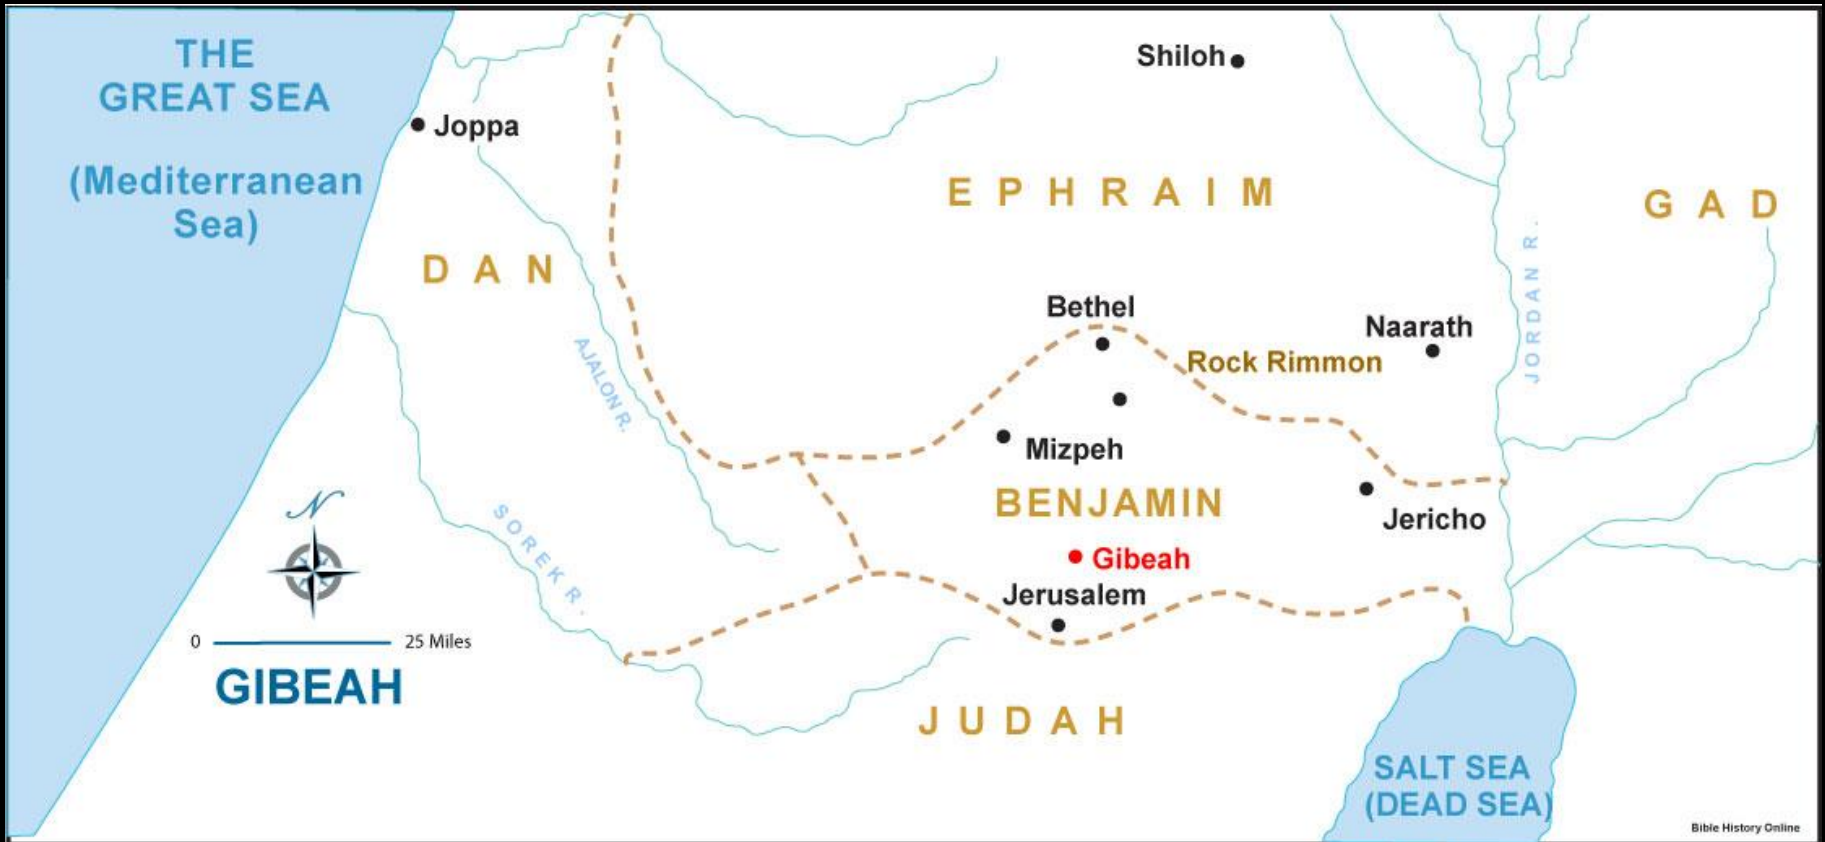 THE
GREAT SEA
(Mediterranean
Sea)
Shiloh
Joppa
EPHRAIM
GAD
DAN
JORDAN R.
Bethel
Naarath
Rock Rimmon
AJALON R.
Mizpeh
BENJAMIN
Jericho
N
SOREK R.
Gibeah
Jerusalem
0 25 Miles
GIBEAH
JUDAH
SALT SEA
(DEAD SEA)
Bible History Online